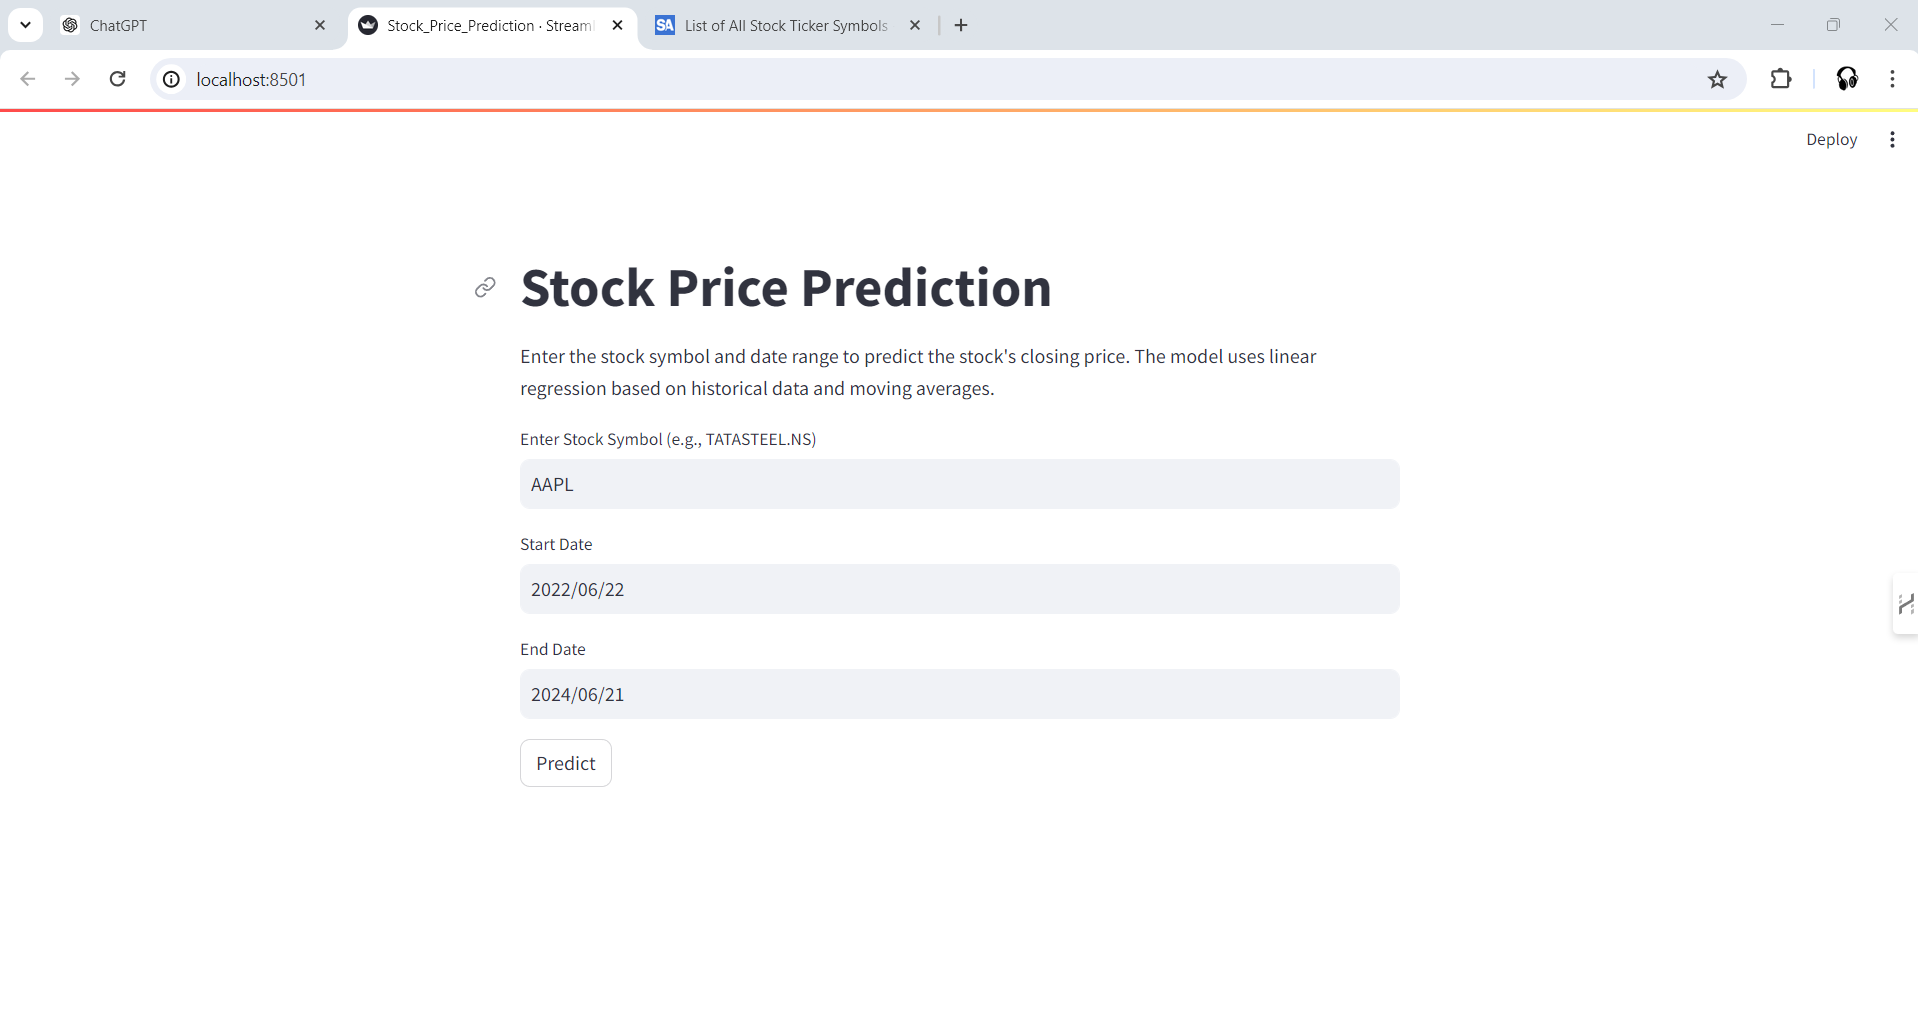 ChatGPT
Stock_Price_Prediction · Streaml
SA List of All Stock Ticker Symbols
localhost:8501
Deploy
Stock Price Prediction
Enter the stock symbol and date range to predict the stock's closing price. The model uses linear
regression based on historical data and moving averages.
Enter Stock Symbol (e.g., TATASTEEL.NS)
AAPL
Start Date
2022/06/22
End Date
2024/06/21
Predict